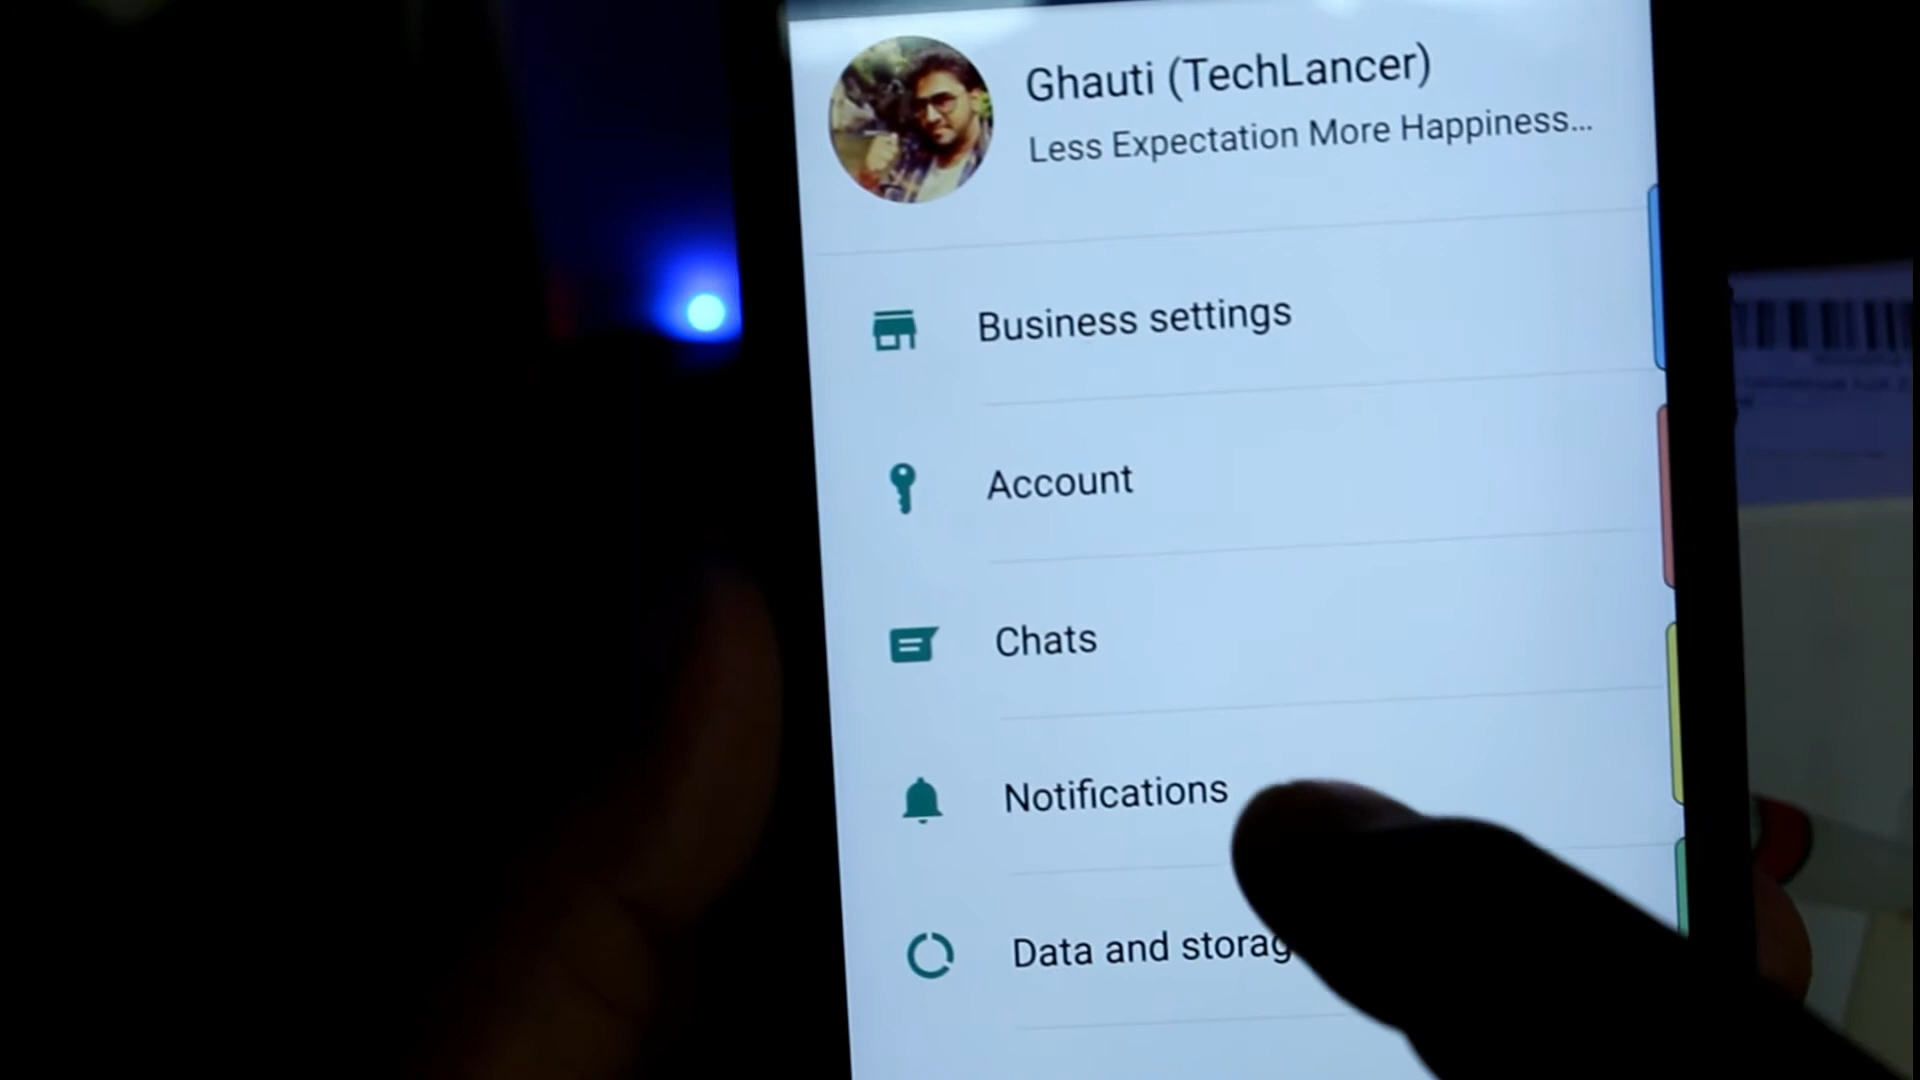 Ghauti (TechLancer)
Less Expectation More Happiness...
Business settings
Account
Chats
Notifications
Data and storag